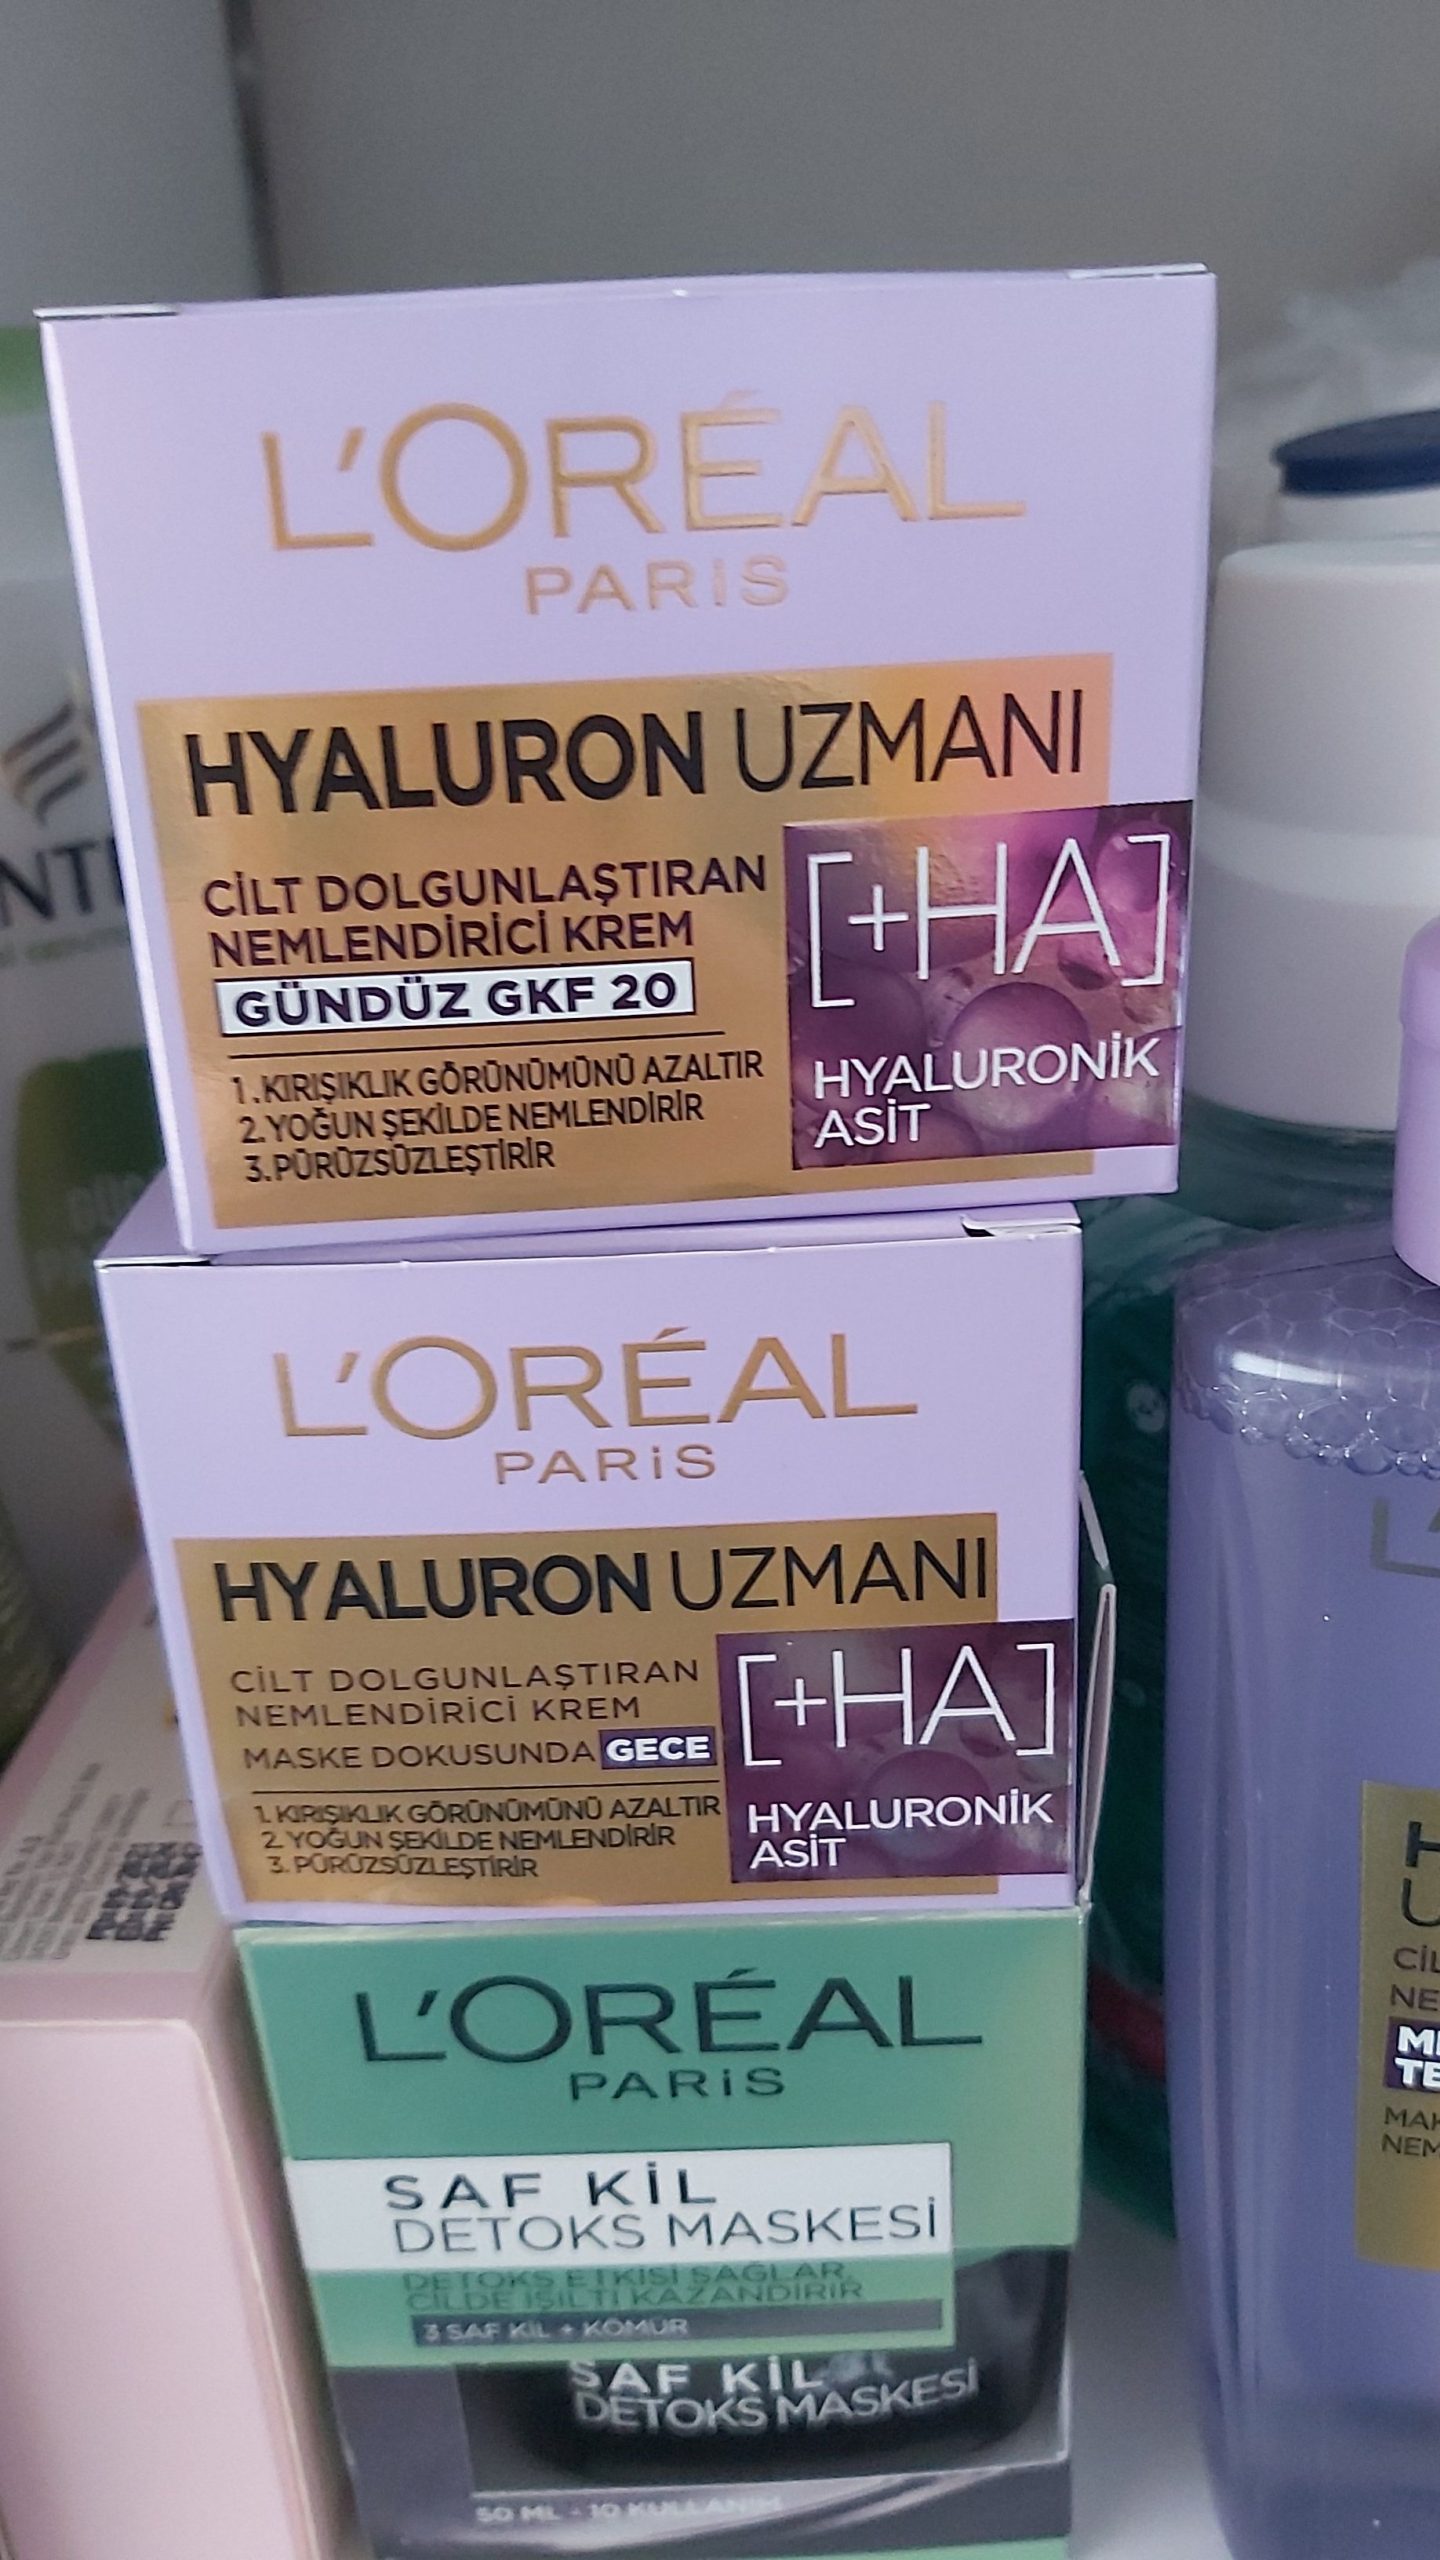 L'ORÉAL
PARiS
HYALURON UZMANI
CİLT DOLGUNLAŞTIRAN
NEMLENDİRİCİ KREM
GÜNDÜZ GKF 20
1.KIRIŞIKLIK GÖRÜNÜMÜNÜ AZALTIR
2.YOĞUN ŞEKİLDE NEMLENDİRİR
3.PÜRÜZSÜZLEŞTİRİR
[+HA]
HYALURONİK
ASİT
L'ORÉAL
PARiS
HYALURON UZMANI
CİLT DOLGUNLAŞTIRAN
NEMLENDİRİCİ KREM
MASKE DOKUSUNDA GECE
1. KIRIŞIKLIK GÖRÜNÜMÜNÜ AZALTIR
2. YOĞUN ŞEKİLDE NEMLENDİRİR
3. PÜRÜZSÜZLEŞTİRİR
[+HA]
HYALURONİK
ASİT
L'ORÉAL
PARiS
SAF KİL
DETOKS MASKESİ
DETOKS ETKİSİ SAĞLAR,
CİLDE IŞILTI KAZANDIRIR
3 SAF KİL + KÖMÜR
SAF KİL
DETOKS MASKESİ
50 ML - 10 KULLANIM